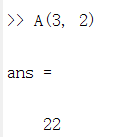 >> A(3, 2)
ans =
22